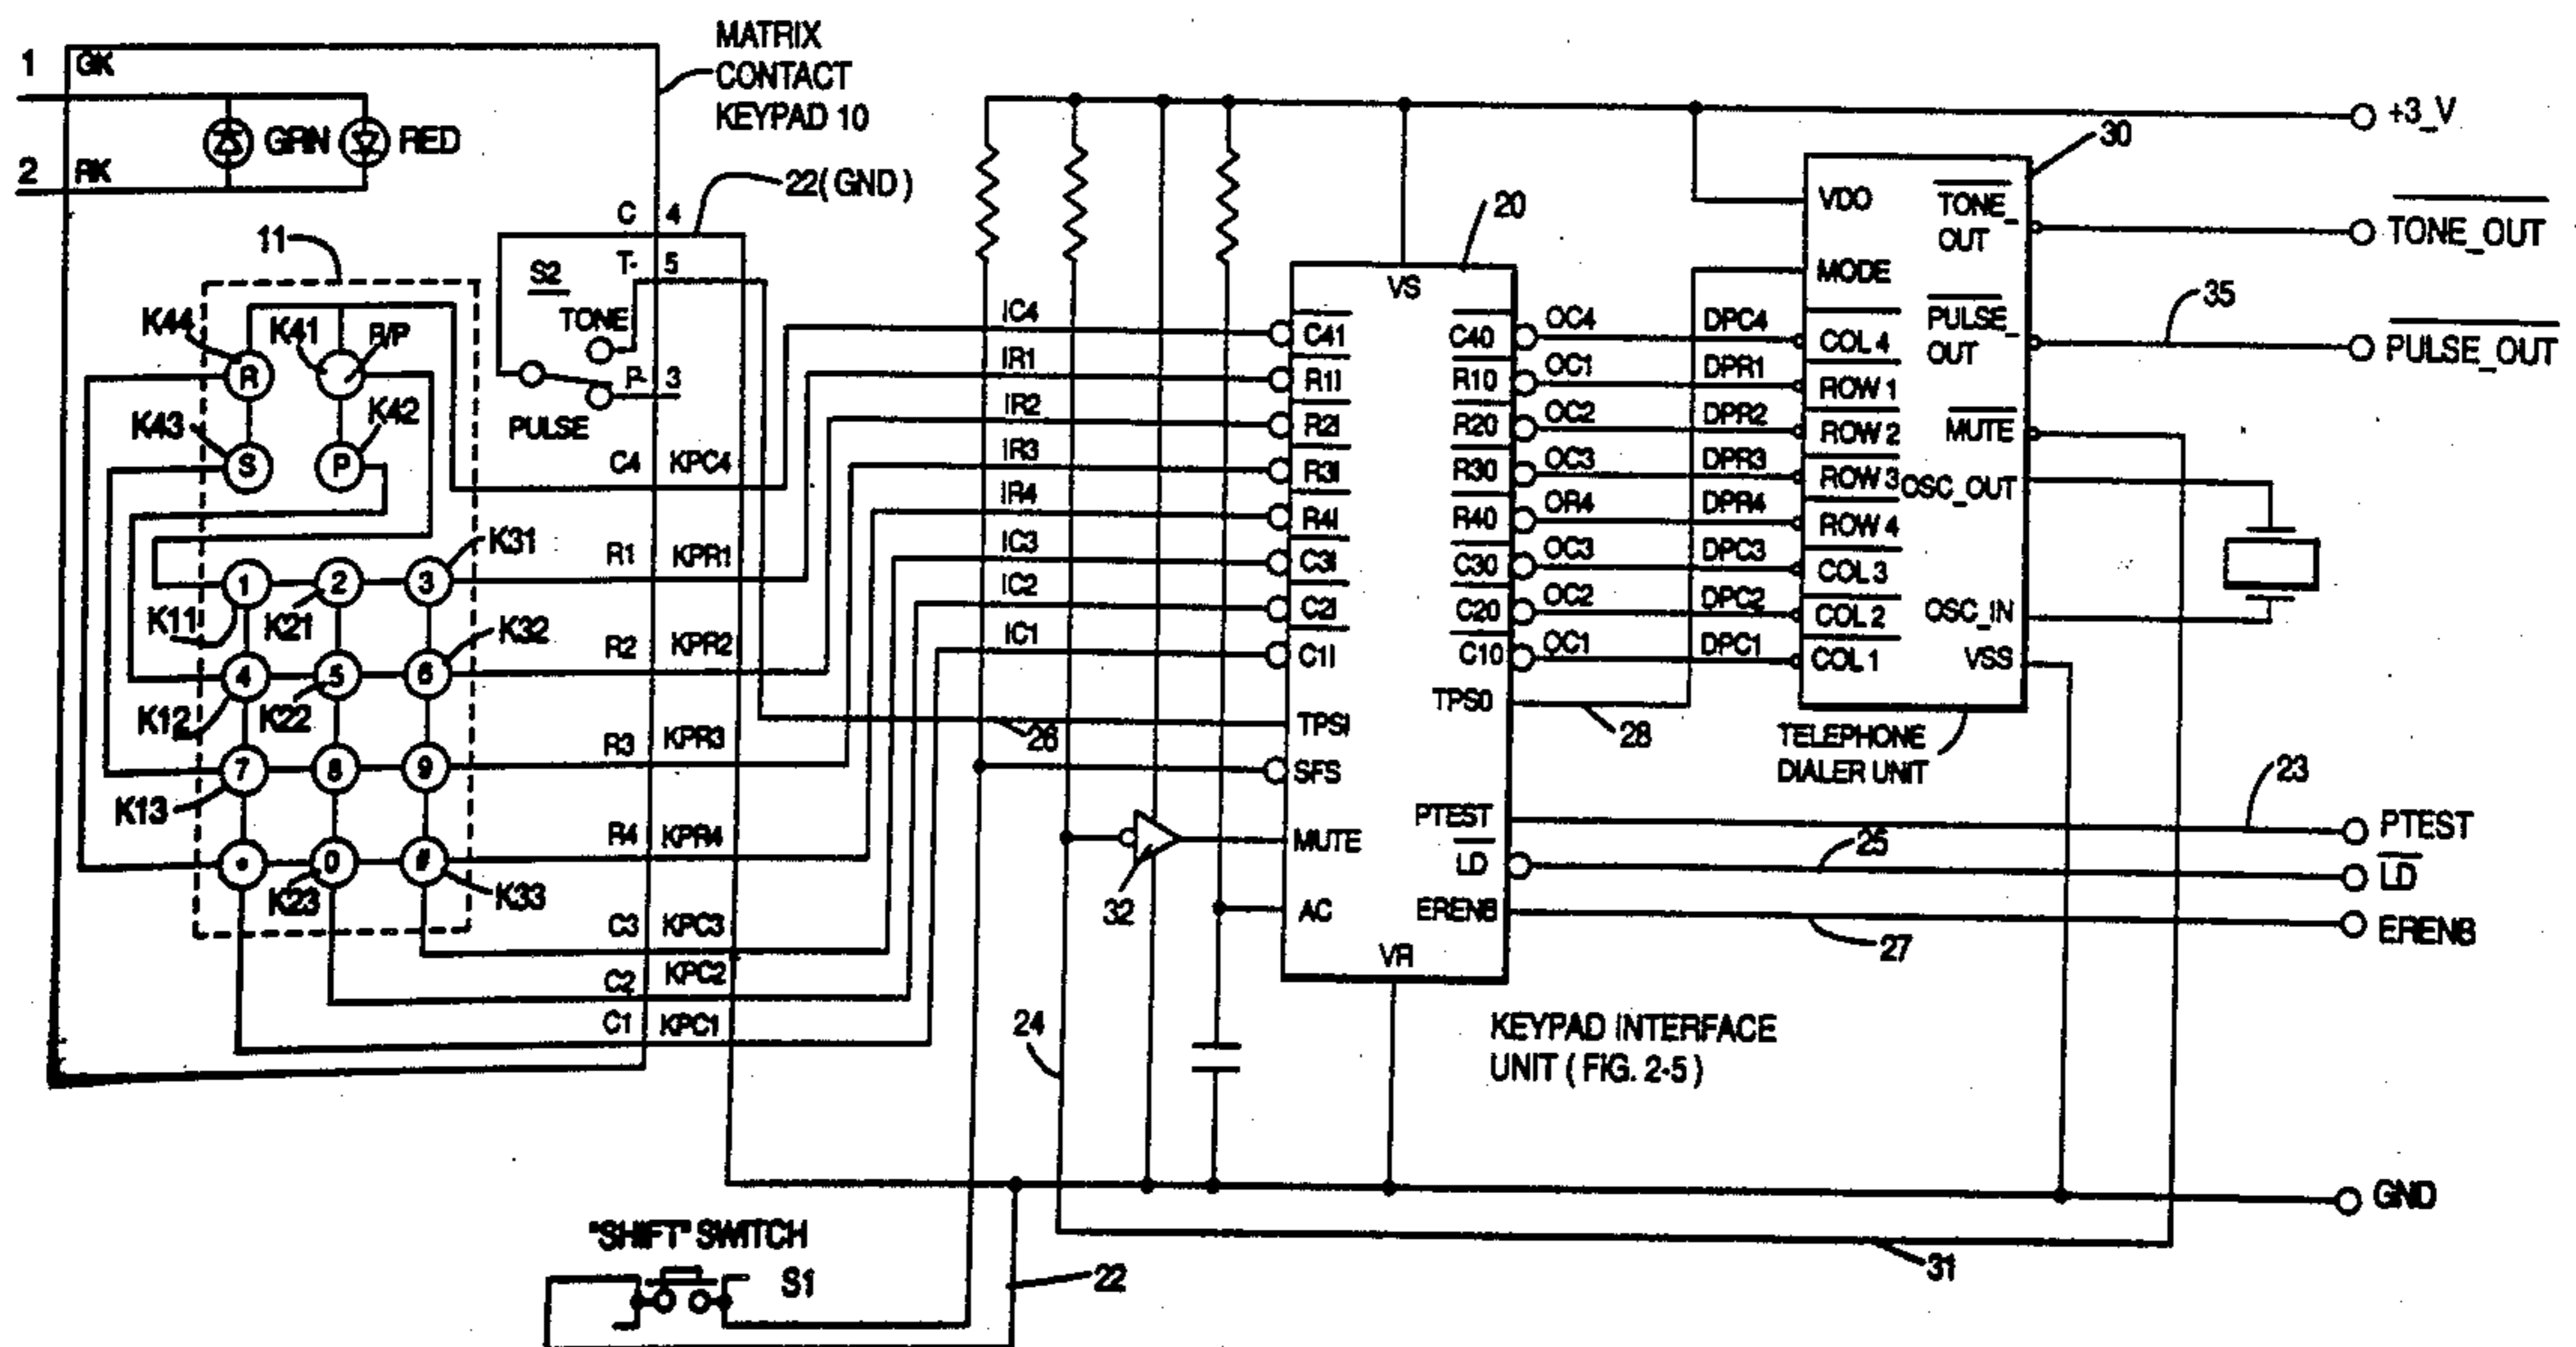 MATRIX
CONTACT
KEYPAD 10
1
GK
GRN
RED
2
RK
22(GND)
11
C
4
T-
5
S2
TONE
P-
3
PULSE
K44
K41
R/P
R
K43
K42
S
P
C4
KPC4
K31
1
2
3
R1
KPR1
K11
K21
K32
4
5
6
R2
KPR2
K12
K22
7
8
9
R3
KPR3
K13
*
0
#
R4
KPR4
K23
K33
C3
KPC3
C2
KPC2
C1
KPC1
IC4
IR1
IR2
IR3
IR4
IC3
IC2
IC1
26
20
VS
C41
R1I
R2I
R3I
R4I
C3I
C2I
C1I
TPSI
SFS
MUTE
AC
VR
C40
R10
R20
R30
R40
C30
C20
C10
TPS0
PTEST
LD
EREN8
32
24
KEYPAD INTERFACE
UNIT ( FIG. 2-5 )
OC4
DPC4
OC1
DPR1
OC2
DPR2
OC3
DPR3
OR4
DPR4
OC3
DPC3
OC2
DPC2
OC1
DPC1
28
30
VDO
MODE
COL 4
ROW 1
ROW 2
ROW 3
ROW 4
COL 3
COL 2
COL 1
TONE_
OUT
PULSE_
OUT
MUTE
OSC_OUT
OSC_IN
VSS
TELEPHONE
DIALER UNIT
+3_V
TONE_OUT
35
PULSE_OUT
23
PTEST
25
LD
27
EREN8
GND
31
"SHIFT" SWITCH
S1
22